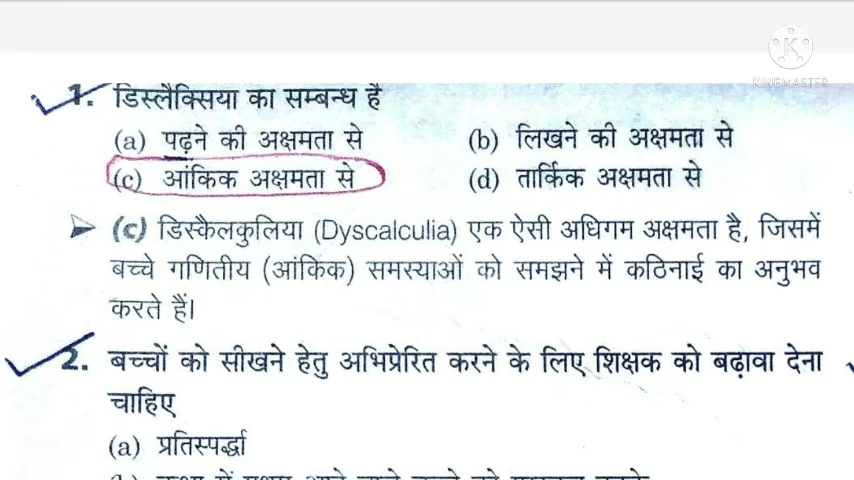 KINEMASTER
1. डिस्लैक्सिया का सम्बन्ध है
(a) पढ़ने की अक्षमता से (b) लिखने की अक्षमता से
(c) आंकिक अक्षमता से (d) तार्किक अक्षमता से
(c) डिस्कैलकुलिया (Dyscalculia) एक ऐसी अधिगम अक्षमता है, जिसमें
बच्चे गणितीय (आंकिक) समस्याओं को समझने में कठिनाई का अनुभव
करते हैं।
2. बच्चों को सीखने हेतु अभिप्रेरित करने के लिए शिक्षक को बढ़ावा देना
चाहिए
(a) प्रतिस्पर्द्धा